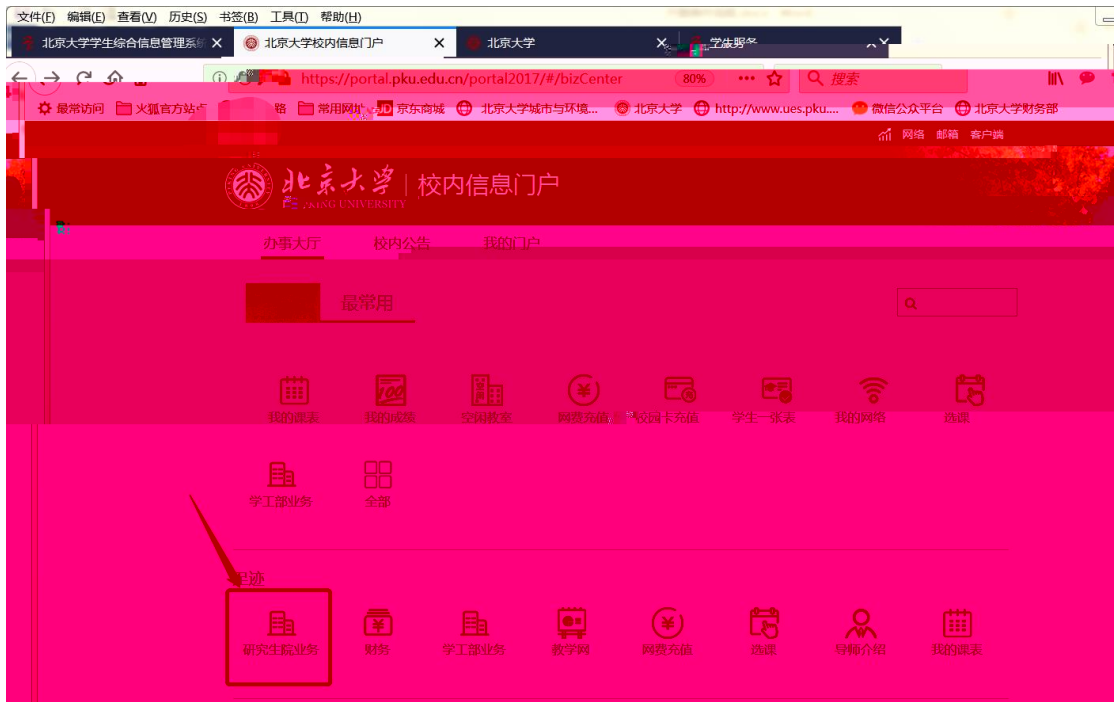 文件(F) 编辑(E) 查看(V) 历史(S) 书签(B) 工具(T) 帮助(H)
北京大学学生综合信息管理系统 北京大学校内信息门户 北京大学
https://portal.pku.edu.cn/portal2017/#/bizCenter 80% 搜索
最常访问 火狐官方站点 常用网址 JD 京东商城 北京大学城市与环境... 北京大学 http://www.ues.pku.... 微信公众平台 北京大学财务部
网络 邮箱 客户端
北京大学 校内信息门户
PEKING UNIVERSITY
办事大厅 校内公告 我的门户
最常用
100
我的课表 我的成绩 空闲教室 网费充值 校园卡充值 学生一张表 我的网络 选课
学工部业务 全部
足迹
研究生院业务 财务 学工部业务 教学网 网费充值 选课 导师介绍 我的课表